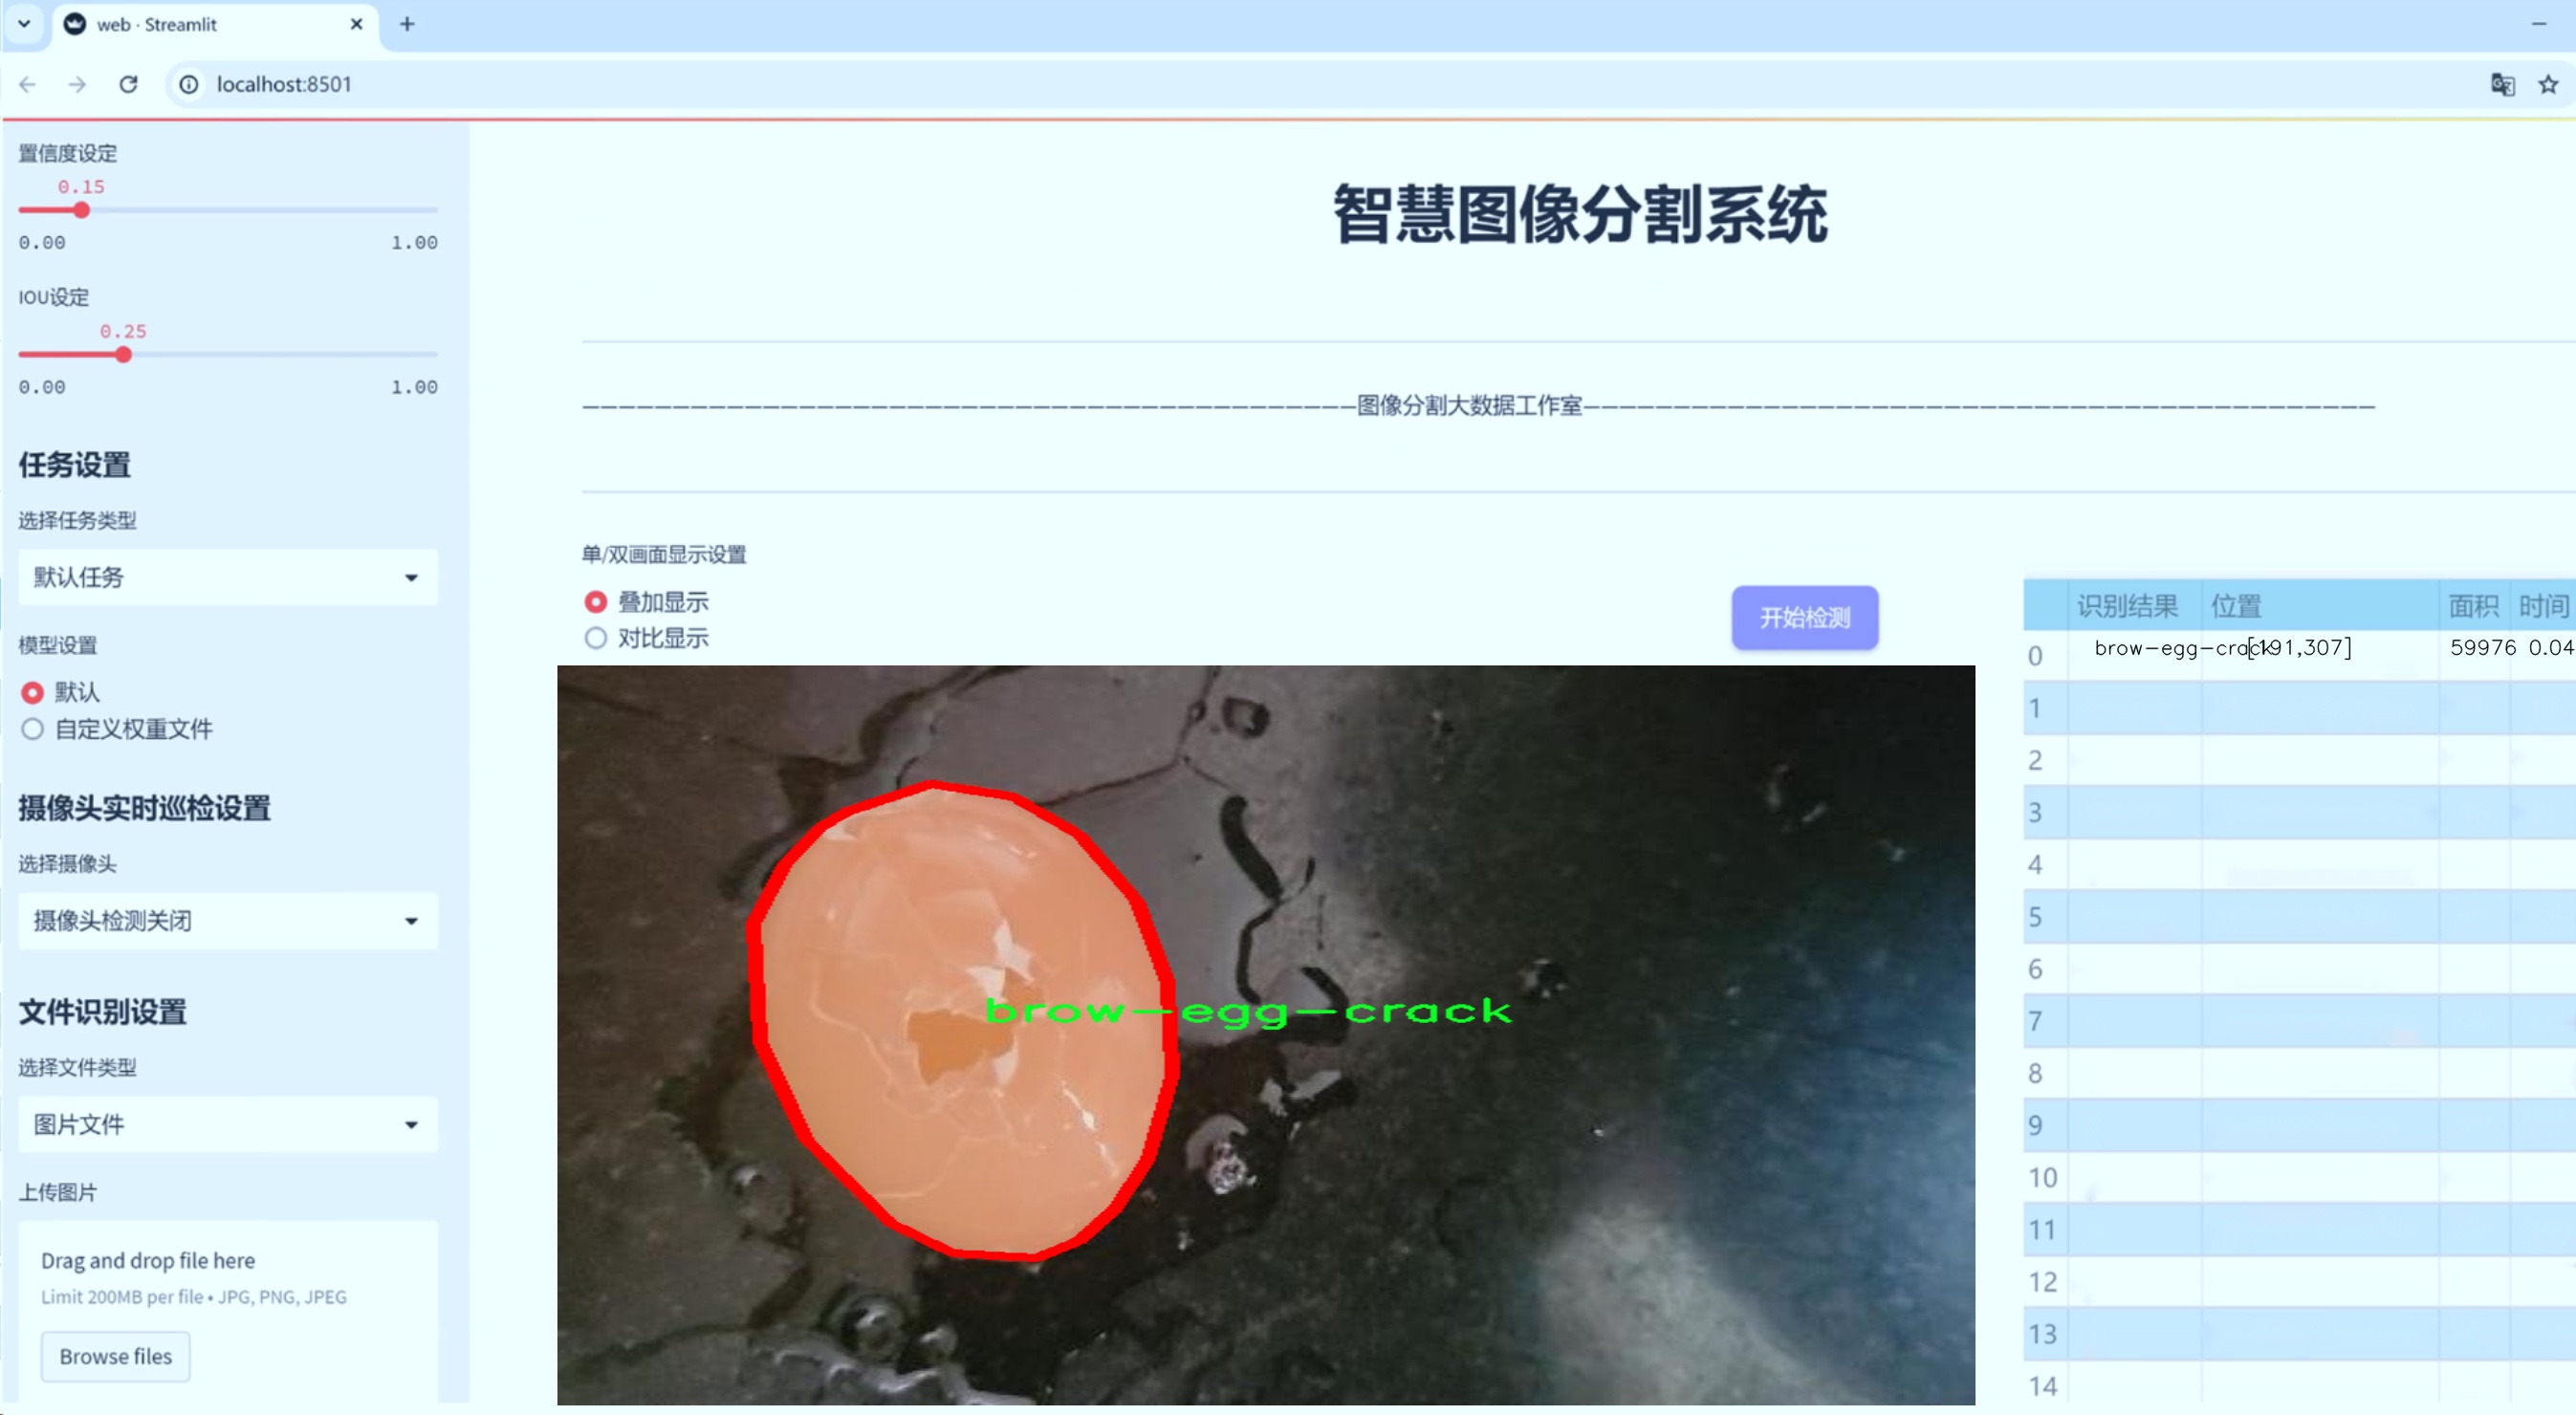 web · Streamlit
localhost:8501
置信度设定
0.15
0.00 1.00
IOU设定
0.25
0.00 1.00
任务设置
选择任务类型
默认任务
模型设置
默认
自定义权重文件
摄像头实时巡检设置
选择摄像头
摄像头检测关闭
文件识别设置
选择文件类型
图片文件
上传图片
Drag and drop file here
Limit 200MB per file • JPG, PNG, JPEG
Browse files
智慧图像分割系统
图像分割大数据工作室
单/双画面显示设置
叠加显示
对比显示
开始检测
brow-egg-crack
识别结果 位置 面积 时间
0 brow-egg-crack [191,307] 59976 0.04
1
2
3
4
5
6
7
8
9
10
11
12
13
14